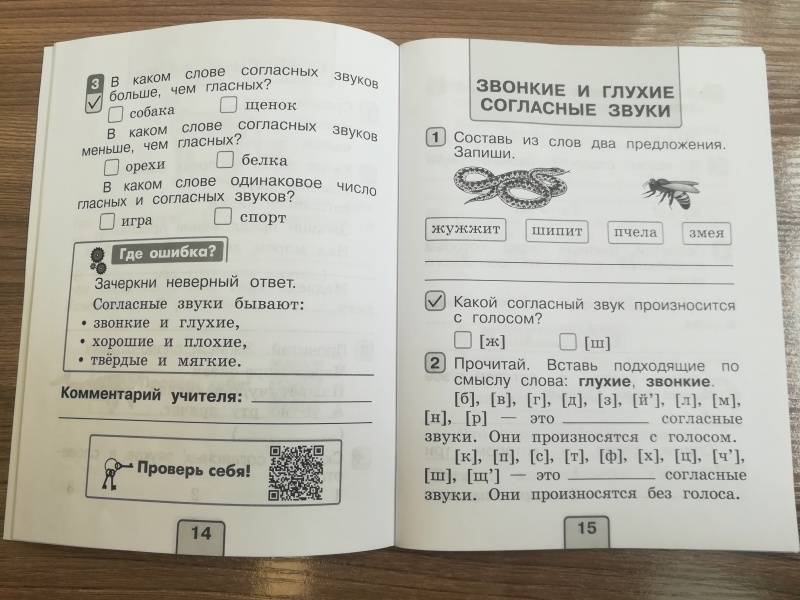 3 В каком слове согласных звуков
больше, чем гласных?
собака щенок
В каком слове согласных звуков
меньше, чем гласных?
орехи белка
В каком слове одинаковое число
гласных и согласных звуков?
игра спорт
Где ошибка?
Зачеркни неверный ответ.
Согласные звуки бывают:
• звонкие и глухие,
• хорошие и плохие,
• твёрдые и мягкие.
Комментарий учителя:
Проверь себя!
14
ЗВОНКИЕ И ГЛУХИЕ
СОГЛАСНЫЕ ЗВУКИ
1 Составь из слов два предложения.
Запиши.
жужжит шипит пчела змея
Какой согласный звук произносится
с голосом?
[ж] [ш]
2 Прочитай. Вставь подходящие по
смыслу слова: глухие, звонкие.
[б], [в], [г], [д], [з], [й’], [л], [м],
[н], [р] — это согласные
звуки. Они произносятся с голосом.
[к], [п], [с], [т], [ф], [х], [ц], [ч’],
[ш], [щ’] — это согласные
звуки. Они произносятся без голоса.
15